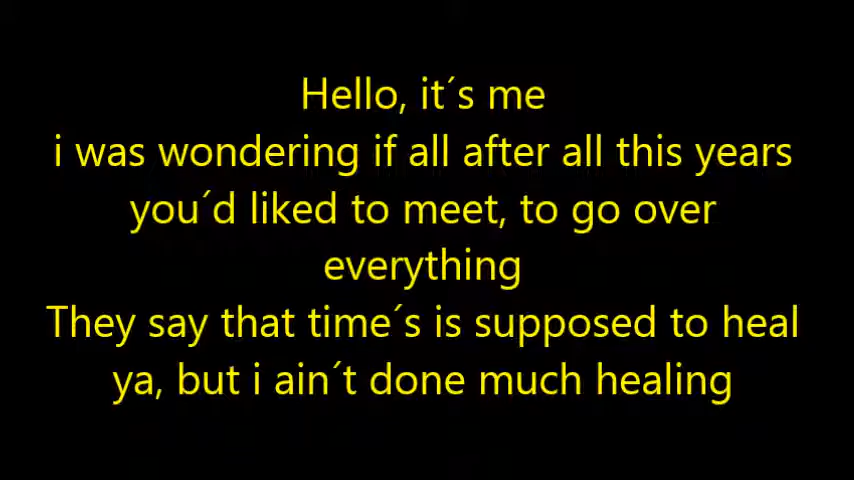 Hello, it´s me
i was wondering if all after all this years
you´d liked to meet, to go over
everything
They say that time´s is supposed to heal
ya, but i ain´t done much healing